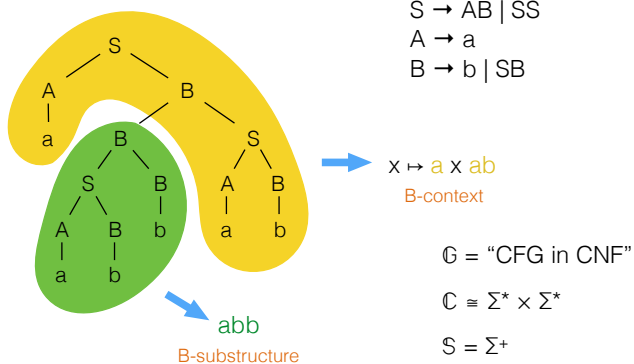 S → AB | SS
A → a
B → b | SB
S
A B
a B S
S B A B
A B b a b
a b
x ↦ a x ab
B-context
𝔾 = “CFG in CNF”
ℂ ≅ Σ* × Σ*
abb
B-substructure
𝕊 = Σ⁺